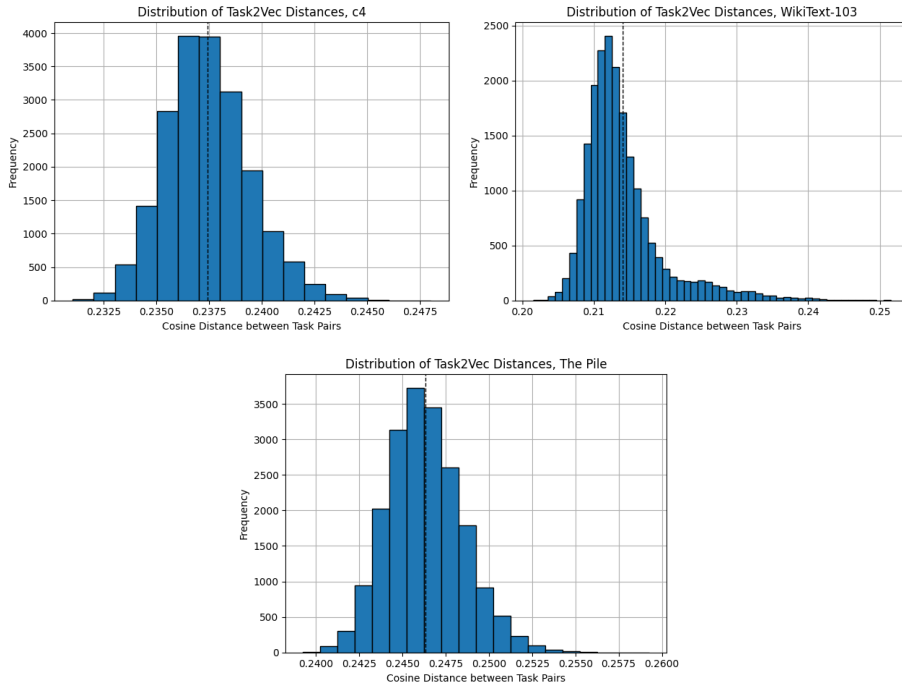 Distribution of Task2Vec Distances, c4
4000
3500
3000
2500
2000
1500
1000
500
0
Frequency
0.2325 0.2350 0.2375 0.2400 0.2425 0.2450 0.2475
Cosine Distance between Task Pairs
Distribution of Task2Vec Distances, WikiText-103
2500
2000
1500
1000
500
0
Frequency
0.20 0.21 0.22 0.23 0.24 0.25
Cosine Distance between Task Pairs
Distribution of Task2Vec Distances, The Pile
3500
3000
2500
2000
1500
1000
500
0
Frequency
0.2400 0.2425 0.2450 0.2475 0.2500 0.2525 0.2550 0.2575 0.2600
Cosine Distance between Task Pairs